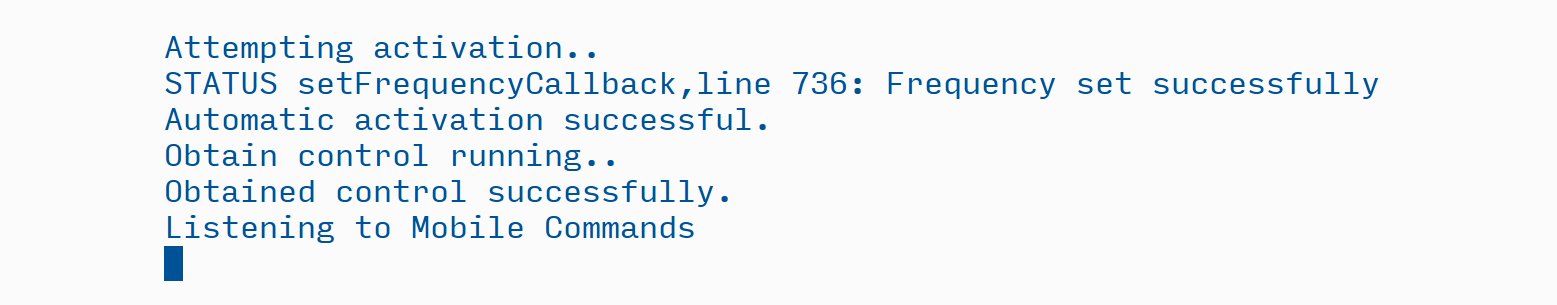 Attempting activation..
STATUS setFrequencyCallback,line 736: Frequency set successfully
Automatic activation successful.
Obtain control running..
Obtained control successfully.
Listening to Mobile Commands